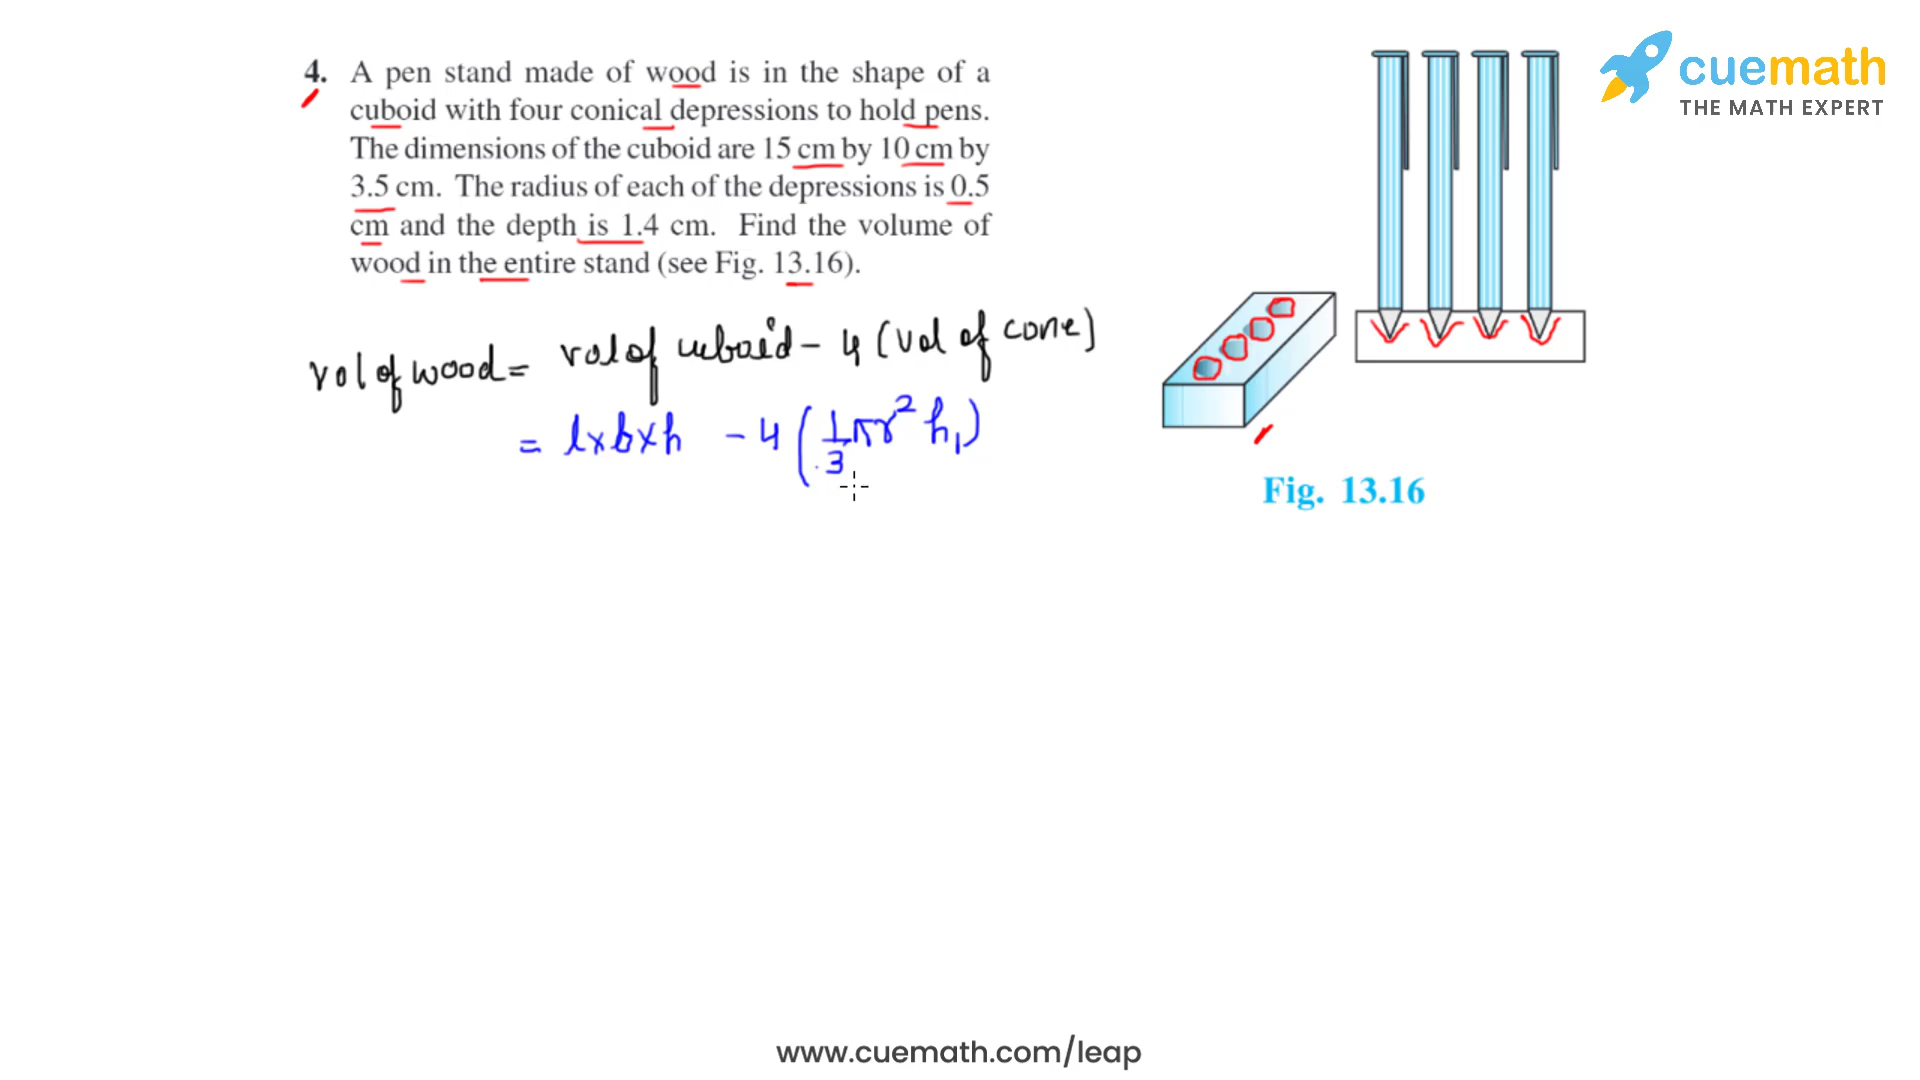 4. A pen stand made of wood is in the shape of a
cuboid with four conical depressions to hold pens.
The dimensions of the cuboid are 15 cm by 10 cm by
3.5 cm. The radius of each of the depressions is 0.5
cm and the depth is 1.4 cm. Find the volume of
wood in the entire stand (see Fig. 13.16).
vol of wood = vol of cuboid - 4 (vol of cone)
= l x b x h - 4 ( 1/3 πr² h₁)
cuemath
THE MATH EXPERT
Fig. 13.16
www.cuemath.com/leap